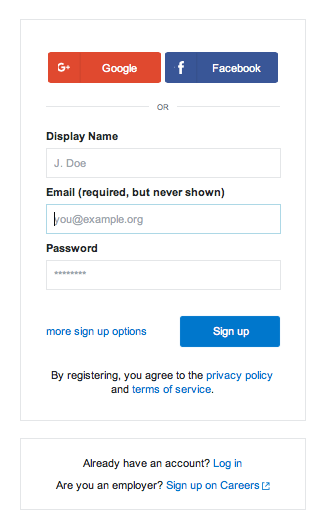 G+ Google
f Facebook
OR
Display Name
J. Doe
Email (required, but never shown)
you@example.org
Password
********
more sign up options
Sign up
By registering, you agree to the privacy policy
and terms of service.
Already have an account? Log in
Are you an employer? Sign up on Careers